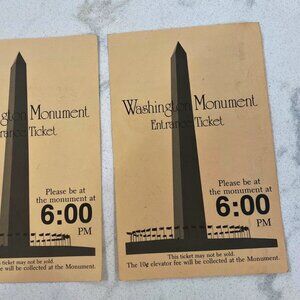 ngton Monument
rance Ticket
Please be at
the monument at
6:00
PM
s ticket may not be sold.
e will be collected at the Monument.
Washington Monument
Entrance Ticket
Please be at
the monument at
6:00
PM
This ticket may not be sold.
The 10¢ elevator fee will be collected at the Monument.